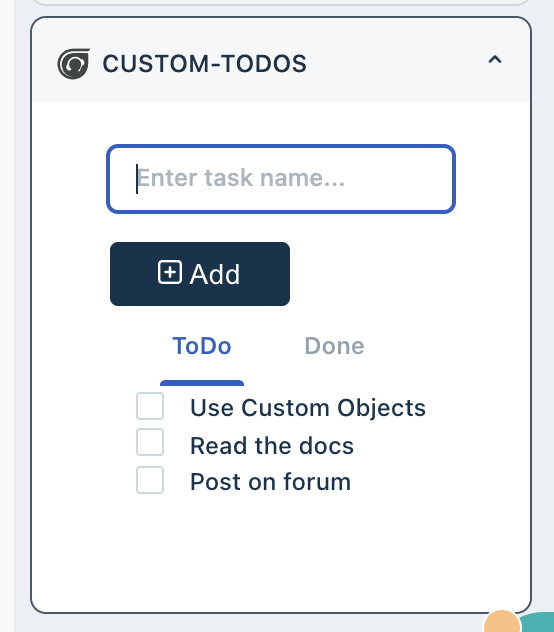 CUSTOM-TODOS
Enter task name...
Add
ToDo Done
Use Custom Objects
Read the docs
Post on forum